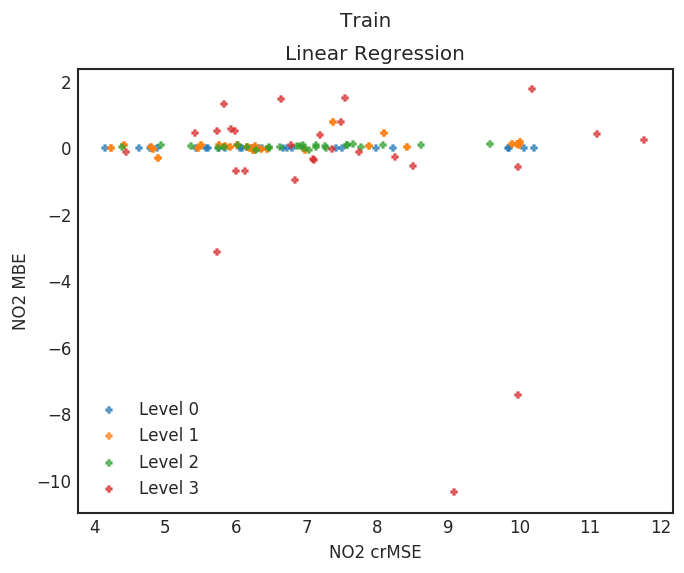 Train
Linear Regression
2
0
−2
−4
−6
−8
−10
NO2 MBE
Level 0
Level 1
Level 2
Level 3
4 5 6 7 8 9 10 11 12
NO2 crMSE